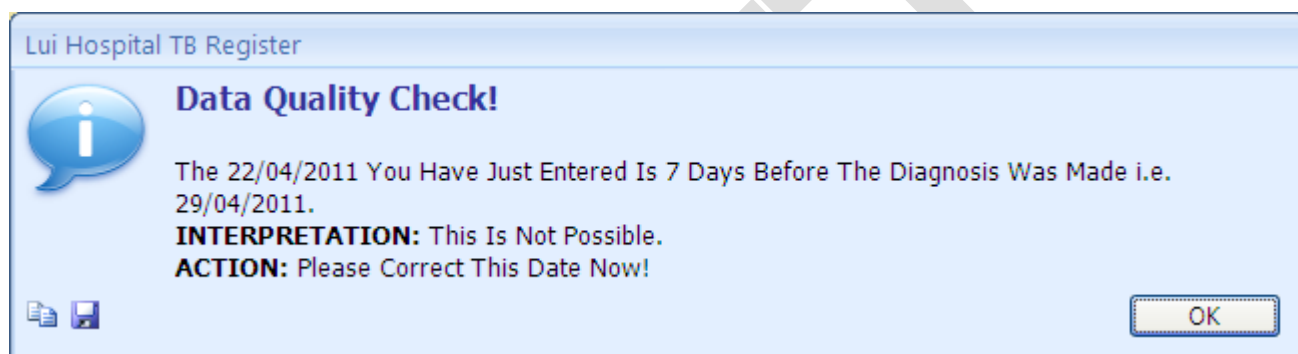 Lui Hospital TB Register
Data Quality Check!
The 22/04/2011 You Have Just Entered Is 7 Days Before The Diagnosis Was Made i.e.
29/04/2011.
INTERPRETATION: This Is Not Possible.
ACTION: Please Correct This Date Now!
OK